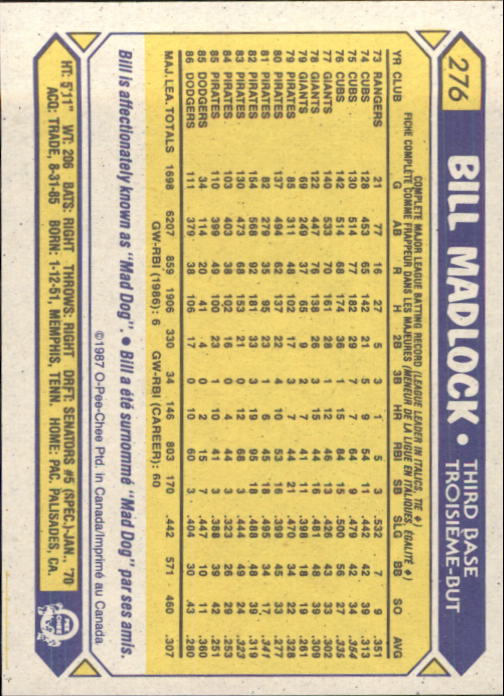 276
BILL MADLOCK • THIRD BASE
TROISIÈME-BUT
COMPLETE MAJOR LEAGUE BATTING RECORD (LEAGUE LEADER IN ITALICS, TIE ♦)
FICHE COMPLÈTE COMME FRAPPEUR DANS LES MAJEURES (MENEUR DE LA LIGUE EN ITALIQUES, ÉGALITÉ ♦)
YR CLUB G AB R H 2B 3B HR RBI SB SLG BB SO AVG
73 RANGERS 21 77 16 27 5 3 1 5 3 .532 7 9 .351
74 CUBS 128 453 65 142 21 5 9 54 11 .442 42 39 .313
75 CUBS 130 514 77 182 29 7 7 64 9 .479 42 34 .354
76 CUBS 142 514 68 174 36 1 15 84 15 .500 56 27 .339
77 GIANTS 140 533 70 161 28 1 12 46 13 .426 43 33 .302
78 GIANTS 122 447 76 138 26 3 15 44 16 .481 48 39 .309
79 GIANTS 69 249 37 65 9 2 7 41 11 .398 18 19 .261
79 PIRATES 85 311 48 102 17 3 7 44 21 .470 34 22 .328
80 PIRATES 137 494 62 137 22 4 10 53 16 .399 45 33 .277
81 PIRATES 82 279 35 95 23 1 6 45 18 .495 34 17 .341
82 PIRATES 154 568 92 181 33 3 19 95 18 .488 48 39 .319
83 PIRATES 130 473 68 153 21 0 12 68 3 .444 49 24 .323
84 PIRATES 103 403 38 102 16 0 4 44 3 .323 26 29 .253
85 PIRATES 110 399 49 100 23 1 10 41 3 .388 39 42 .251
85 DODGERS 34 114 20 41 4 0 2 15 7 .447 10 11 .360
86 DODGERS 111 379 38 106 17 0 10 60 3 .404 30 43 .280
MAJ. LEA. TOTALS 1698 6207 859 1906 330 34 146 803 170 .442 571 460 .307
GW-RBI (1986): 6 GW-RBI (CAREER): 60
Bill is affectionately known as "Mad Dog". • Bill a été surnommé "Mad Dog" par ses amis.
©1987 O-Pee-Chee Ptd. in Canada/Imprimé au Canada
HT: 5'11" WT: 206 BATS: RIGHT THROWS: RIGHT DRFT: SENATORS #5 (SPEC.)-JAN., '70
ACQ: TRADE, 8-31-85 BORN: 1-12-51, MEMPHIS, TENN. HOME: PAC. PALISADES, CA.
O
PEE
CHEE